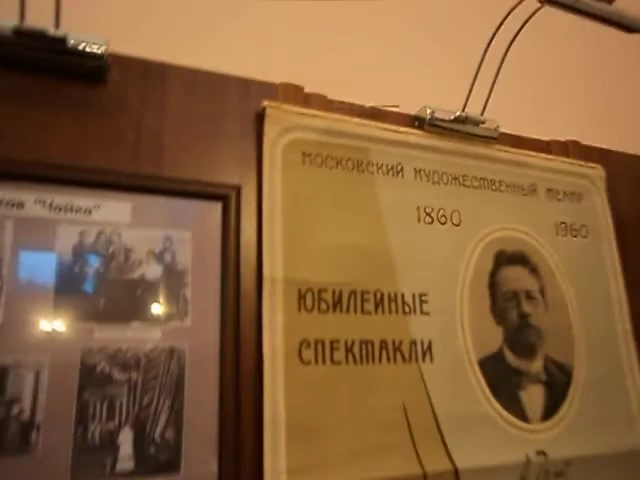 "Чайка"
МОСКОВСКИЙ ХУДОЖЕСТВЕННЫЙ ТЕАТР
1860 1960
ЮБИЛЕЙНЫЕ
СПЕКТАКЛИ